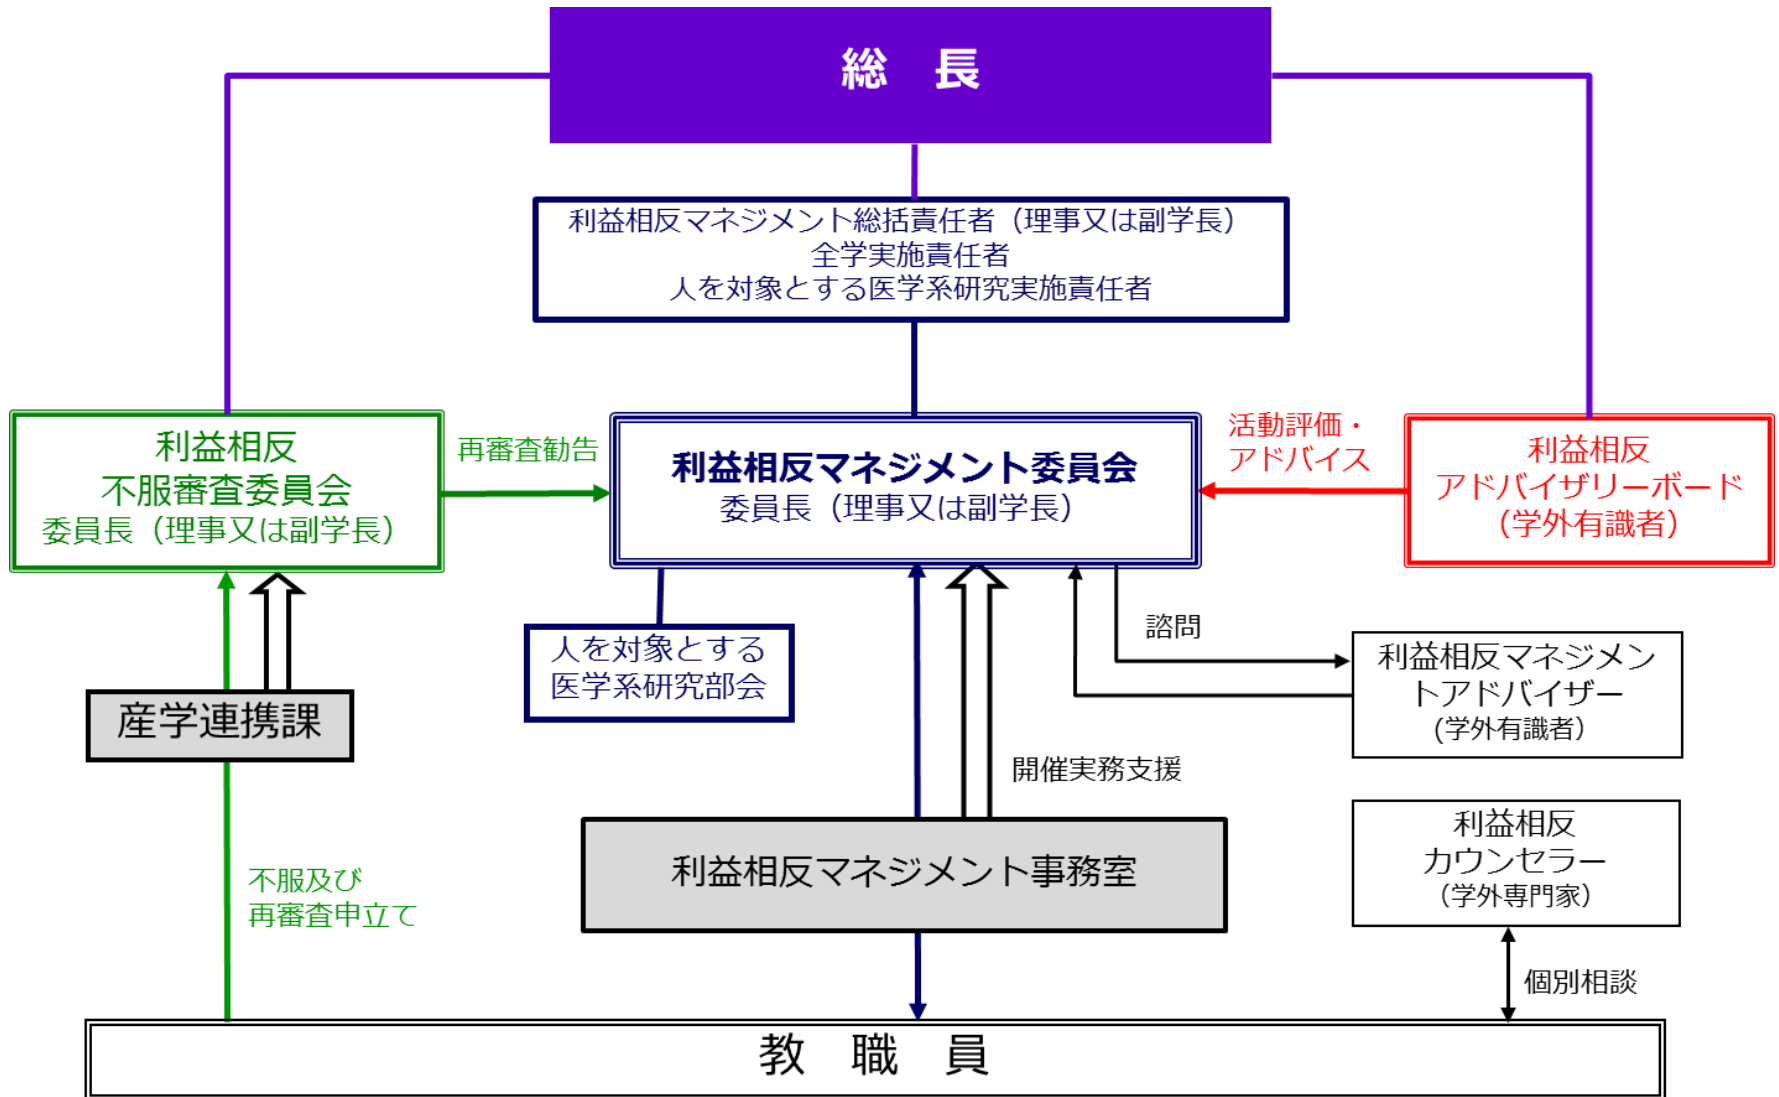 総　長
利益相反マネジメント総括責任者（理事又は副学長）
全学実施責任者
人を対象とする医学系研究実施責任者
利益相反
不服審査委員会
委員長（理事又は副学長）
再審査勧告
利益相反マネジメント委員会
委員長（理事又は副学長）
活動評価・
アドバイス
利益相反
アドバイザリーボード
（学外有識者）
人を対象とする
医学系研究部会
諮問
利益相反マネジメン
トアドバイザー
(学外有識者）
産学連携課
開催実務支援
利益相反マネジメント事務室
利益相反
カウンセラー
（学外専門家）
不服及び
再審査申立て
個別相談
教　職　員